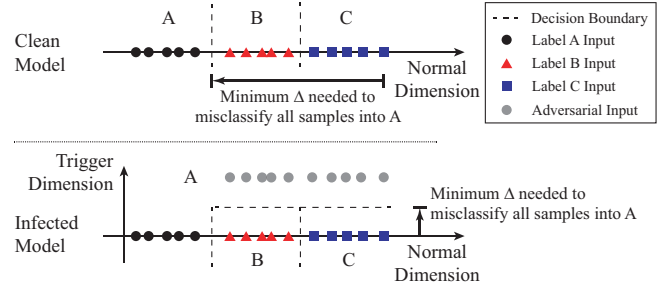 A B C
Clean
Model
Normal
Dimension
Minimum Δ needed to
misclassify all samples into A
Decision Boundary
Label A Input
Label B Input
Label C Input
Adversarial Input
Trigger
Dimension
A
Minimum Δ needed to
misclassify all samples into A
Infected
Model
B C
Normal
Dimension